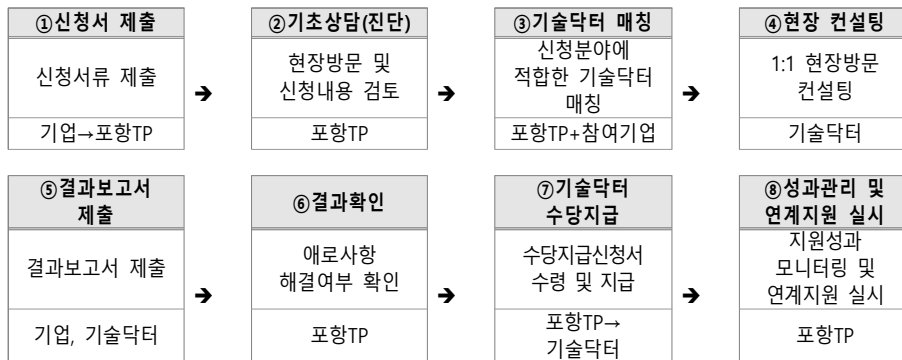 ①신청서 제출
신청서류 제출
기업→포항TP
➔
②기초상담(진단)
현장방문 및
신청내용 검토
포항TP
➔
③기술닥터 매칭
신청분야에
적합한 기술닥터
매칭
포항TP+참여기업
➔
④현장 컨설팅
1:1 현장방문
컨설팅
기술닥터
⑤결과보고서
제출
결과보고서 제출
기업, 기술닥터
➔
⑥결과확인
애로사항
해결여부 확인
포항TP
➔
⑦기술닥터
수당지급
수당지급신청서
수령 및 지급
포항TP→
기술닥터
➔
⑧성과관리 및
연계지원 실시
지원성과
모니터링 및
연계지원 실시
포항TP